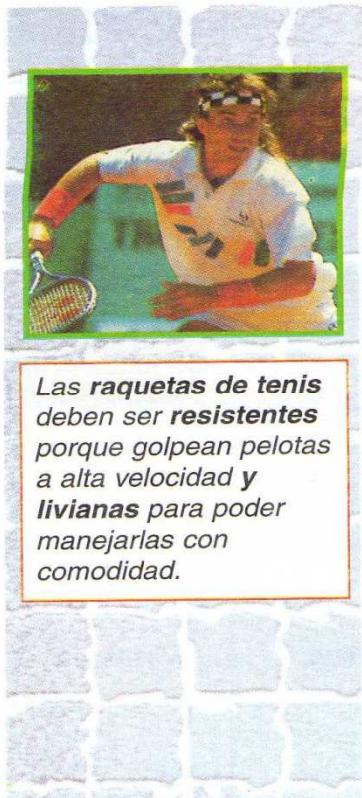 Las raquetas de tenis
deben ser resistentes
porque golpean pelotas
a alta velocidad y
livianas para poder
manejarlas con
comodidad.